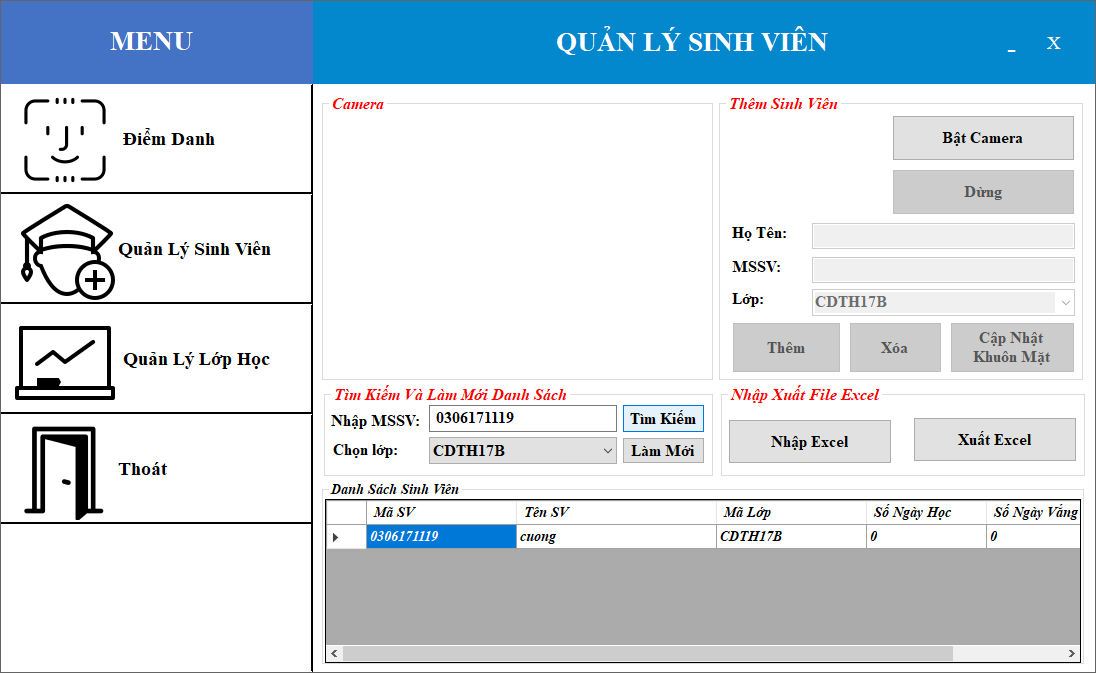 MENU
QUẢN LÝ SINH VIÊN
_
X
Điểm Danh
Quản Lý Sinh Viên
Quản Lý Lớp Học
Thoát
Camera
Thêm Sinh Viên
Bật Camera
Dừng
Họ Tên:
MSSV:
Lớp:
CDTH17B
Thêm
Xóa
Cập Nhật
Khuôn Mặt
Tìm Kiếm Và Làm Mới Danh Sách
Nhập MSSV:
0306171119
Tìm Kiếm
Chọn lớp:
CDTH17B
Làm Mới
Nhập Xuất File Excel
Nhập Excel
Xuất Excel
Danh Sách Sinh Viên
Mã SV Tên SV Mã Lớp Số Ngày Học Số Ngày Vắng
0306171119 cuong CDTH17B 0 0